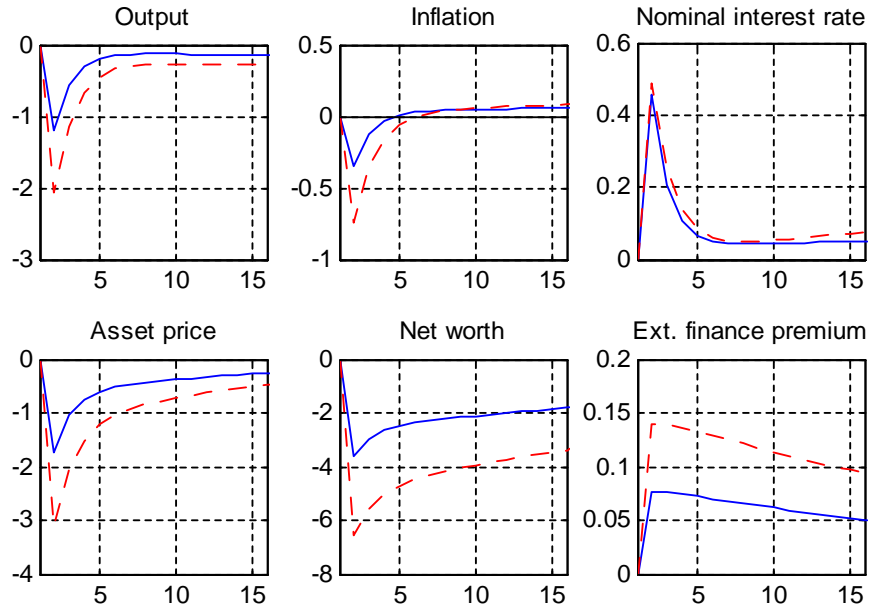 Output Inflation Nominal interest rate
0 0.5 0.6
-1 0 0.4
-2 -0.5 0.2
-3 -1 0
5 10 15 5 10 15 5 10 15
Asset price Net worth Ext. finance premium
0 0 0.2
-1 -2 0.15
-2 -4 0.1
-3 -6 0.05
-4 -8 0
5 10 15 5 10 15 5 10 15